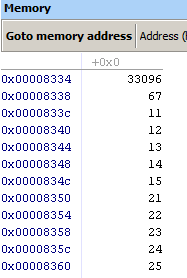 Memory
Goto memory address Address (
+0x0
0x00008334 33096
0x00008338 67
0x0000833c 11
0x00008340 12
0x00008344 13
0x00008348 14
0x0000834c 15
0x00008350 21
0x00008354 22
0x00008358 23
0x0000835c 24
0x00008360 25